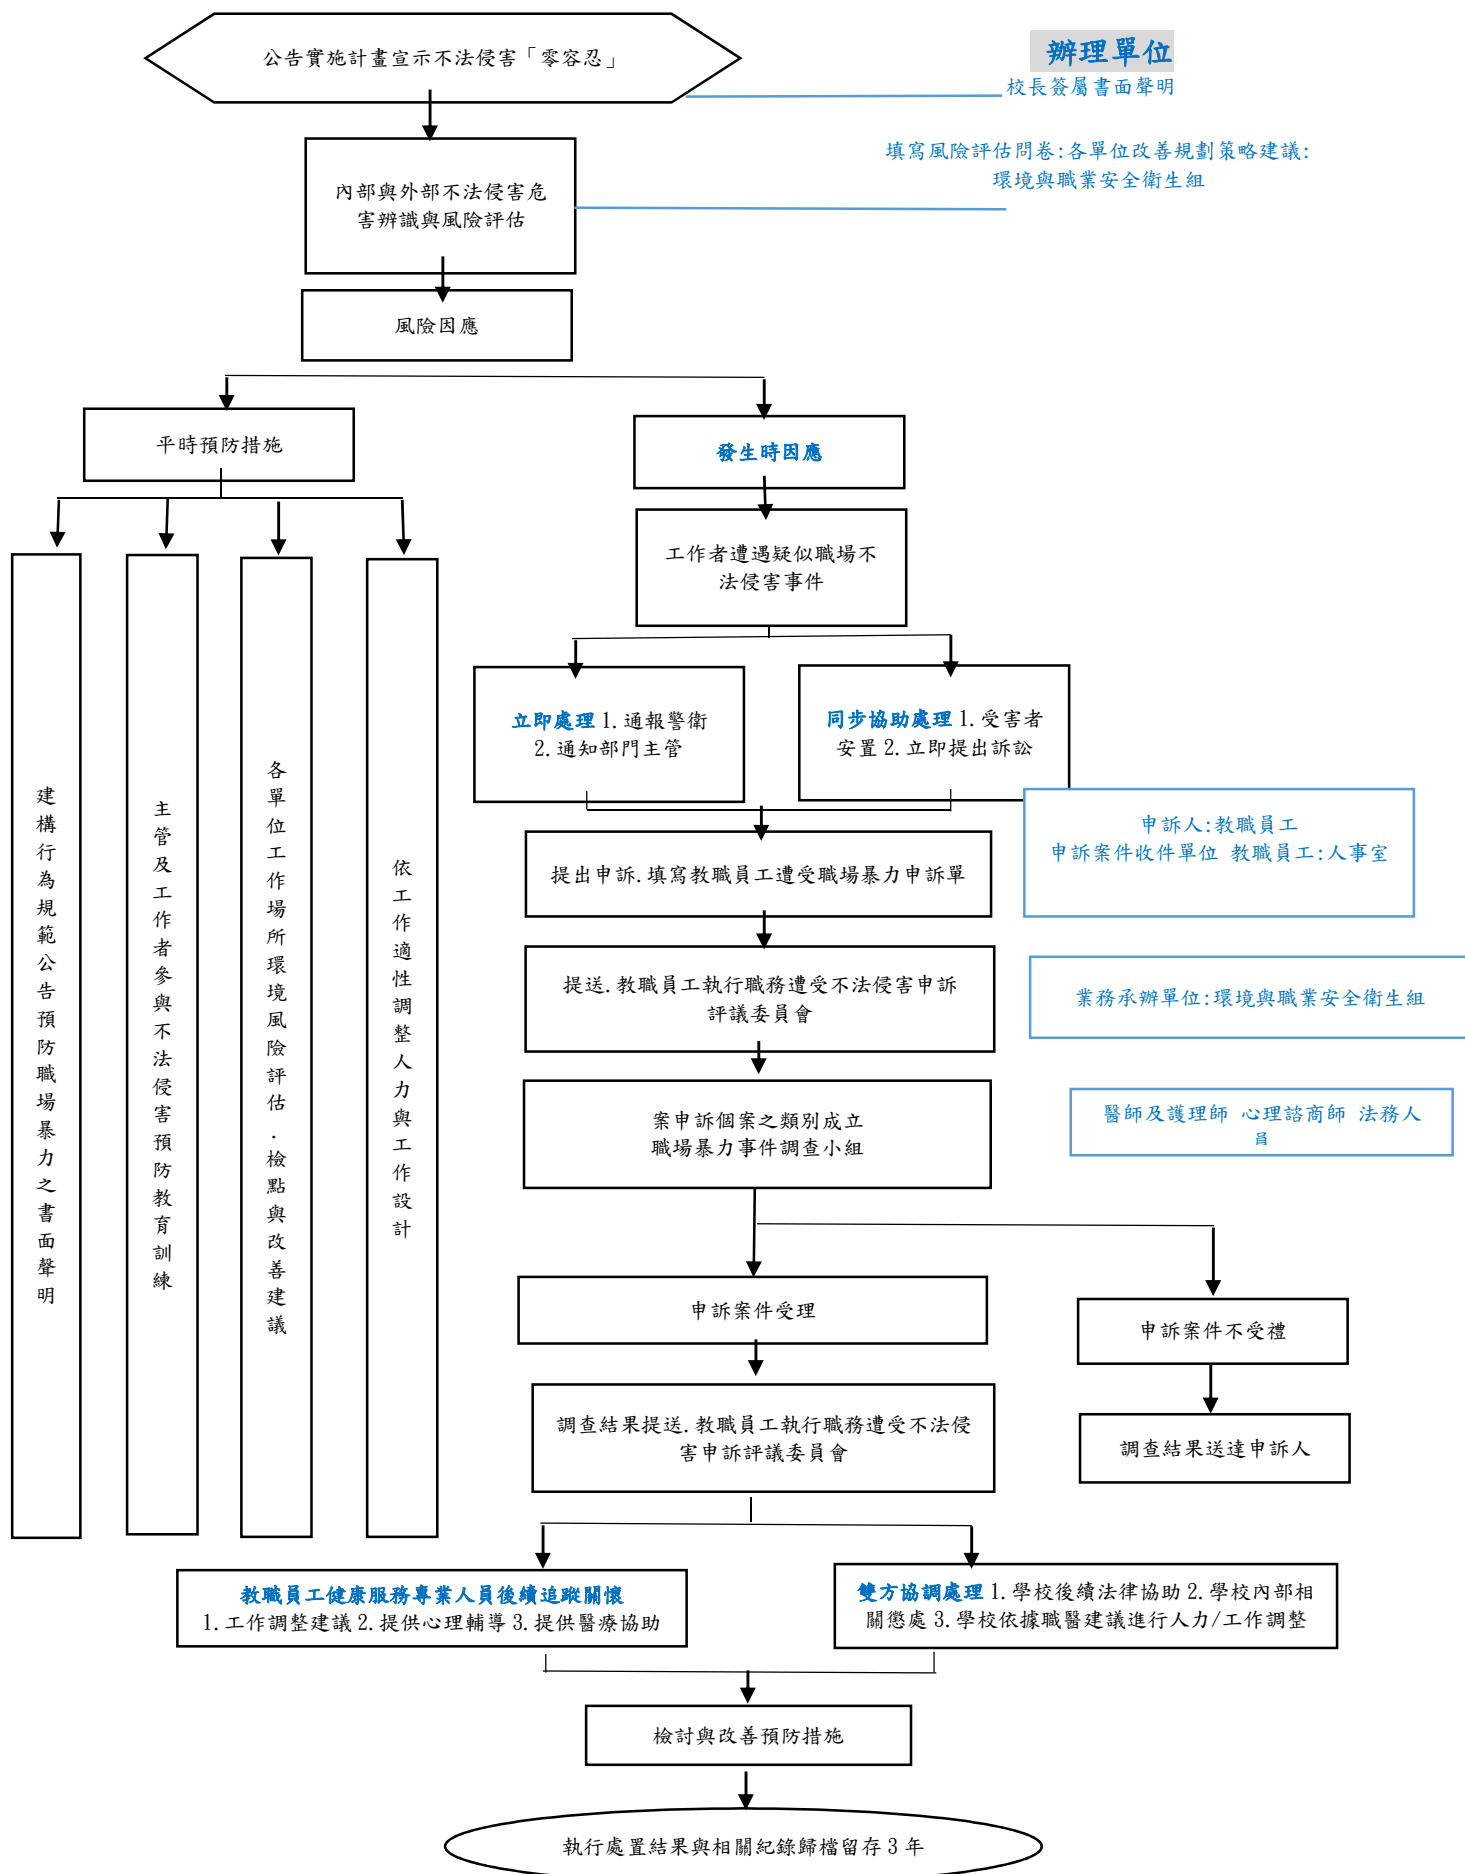 公告實施計畫宣示不法侵害「零容忍」
辦理單位
校長簽屬書面聲明
填寫風險評估問卷:各單位改善規劃策略建議:
環境與職業安全衛生組
內部與外部不法侵害危
害辨識與風險評估
風險因應
平時預防措施
發生時因應
工作者遭遇疑似職場不
法侵害事件
建構行為規範公告預防職場暴力之書面聲明
主管及工作者參與不法侵害預防教育訓練
各單位工作場所環境風險評估.檢點與改善建議
依工作適性調整人力與工作設計
立即處理 1.通報警衛
2.通知部門主管
同步協助處理 1.受害者
安置 2.立即提出訴訟
申訴人:教職員工
申訴案件收件單位 教職員工:人事室
提出申訴.填寫教職員工遭受職場暴力申訴單
提送.教職員工執行職務遭受不法侵害申訴
評議委員會
業務承辦單位:環境與職業安全衛生組
案申訴個案之類別成立
職場暴力事件調查小組
醫師及護理師 心理諮商師 法務人
員
申訴案件受理
申訴案件不受禮
調查結果提送.教職員工執行職務遭受不法侵
害申訴評議委員會
調查結果送達申訴人
教職員工健康服務專業人員後續追蹤關懷
1.工作調整建議 2.提供心理輔導 3.提供醫療協助
雙方協調處理 1.學校後續法律協助 2.學校內部相
關懲處 3.學校依據職醫建議進行人力/工作調整
檢討與改善預防措施
執行處置結果與相關紀錄歸檔留存 3 年